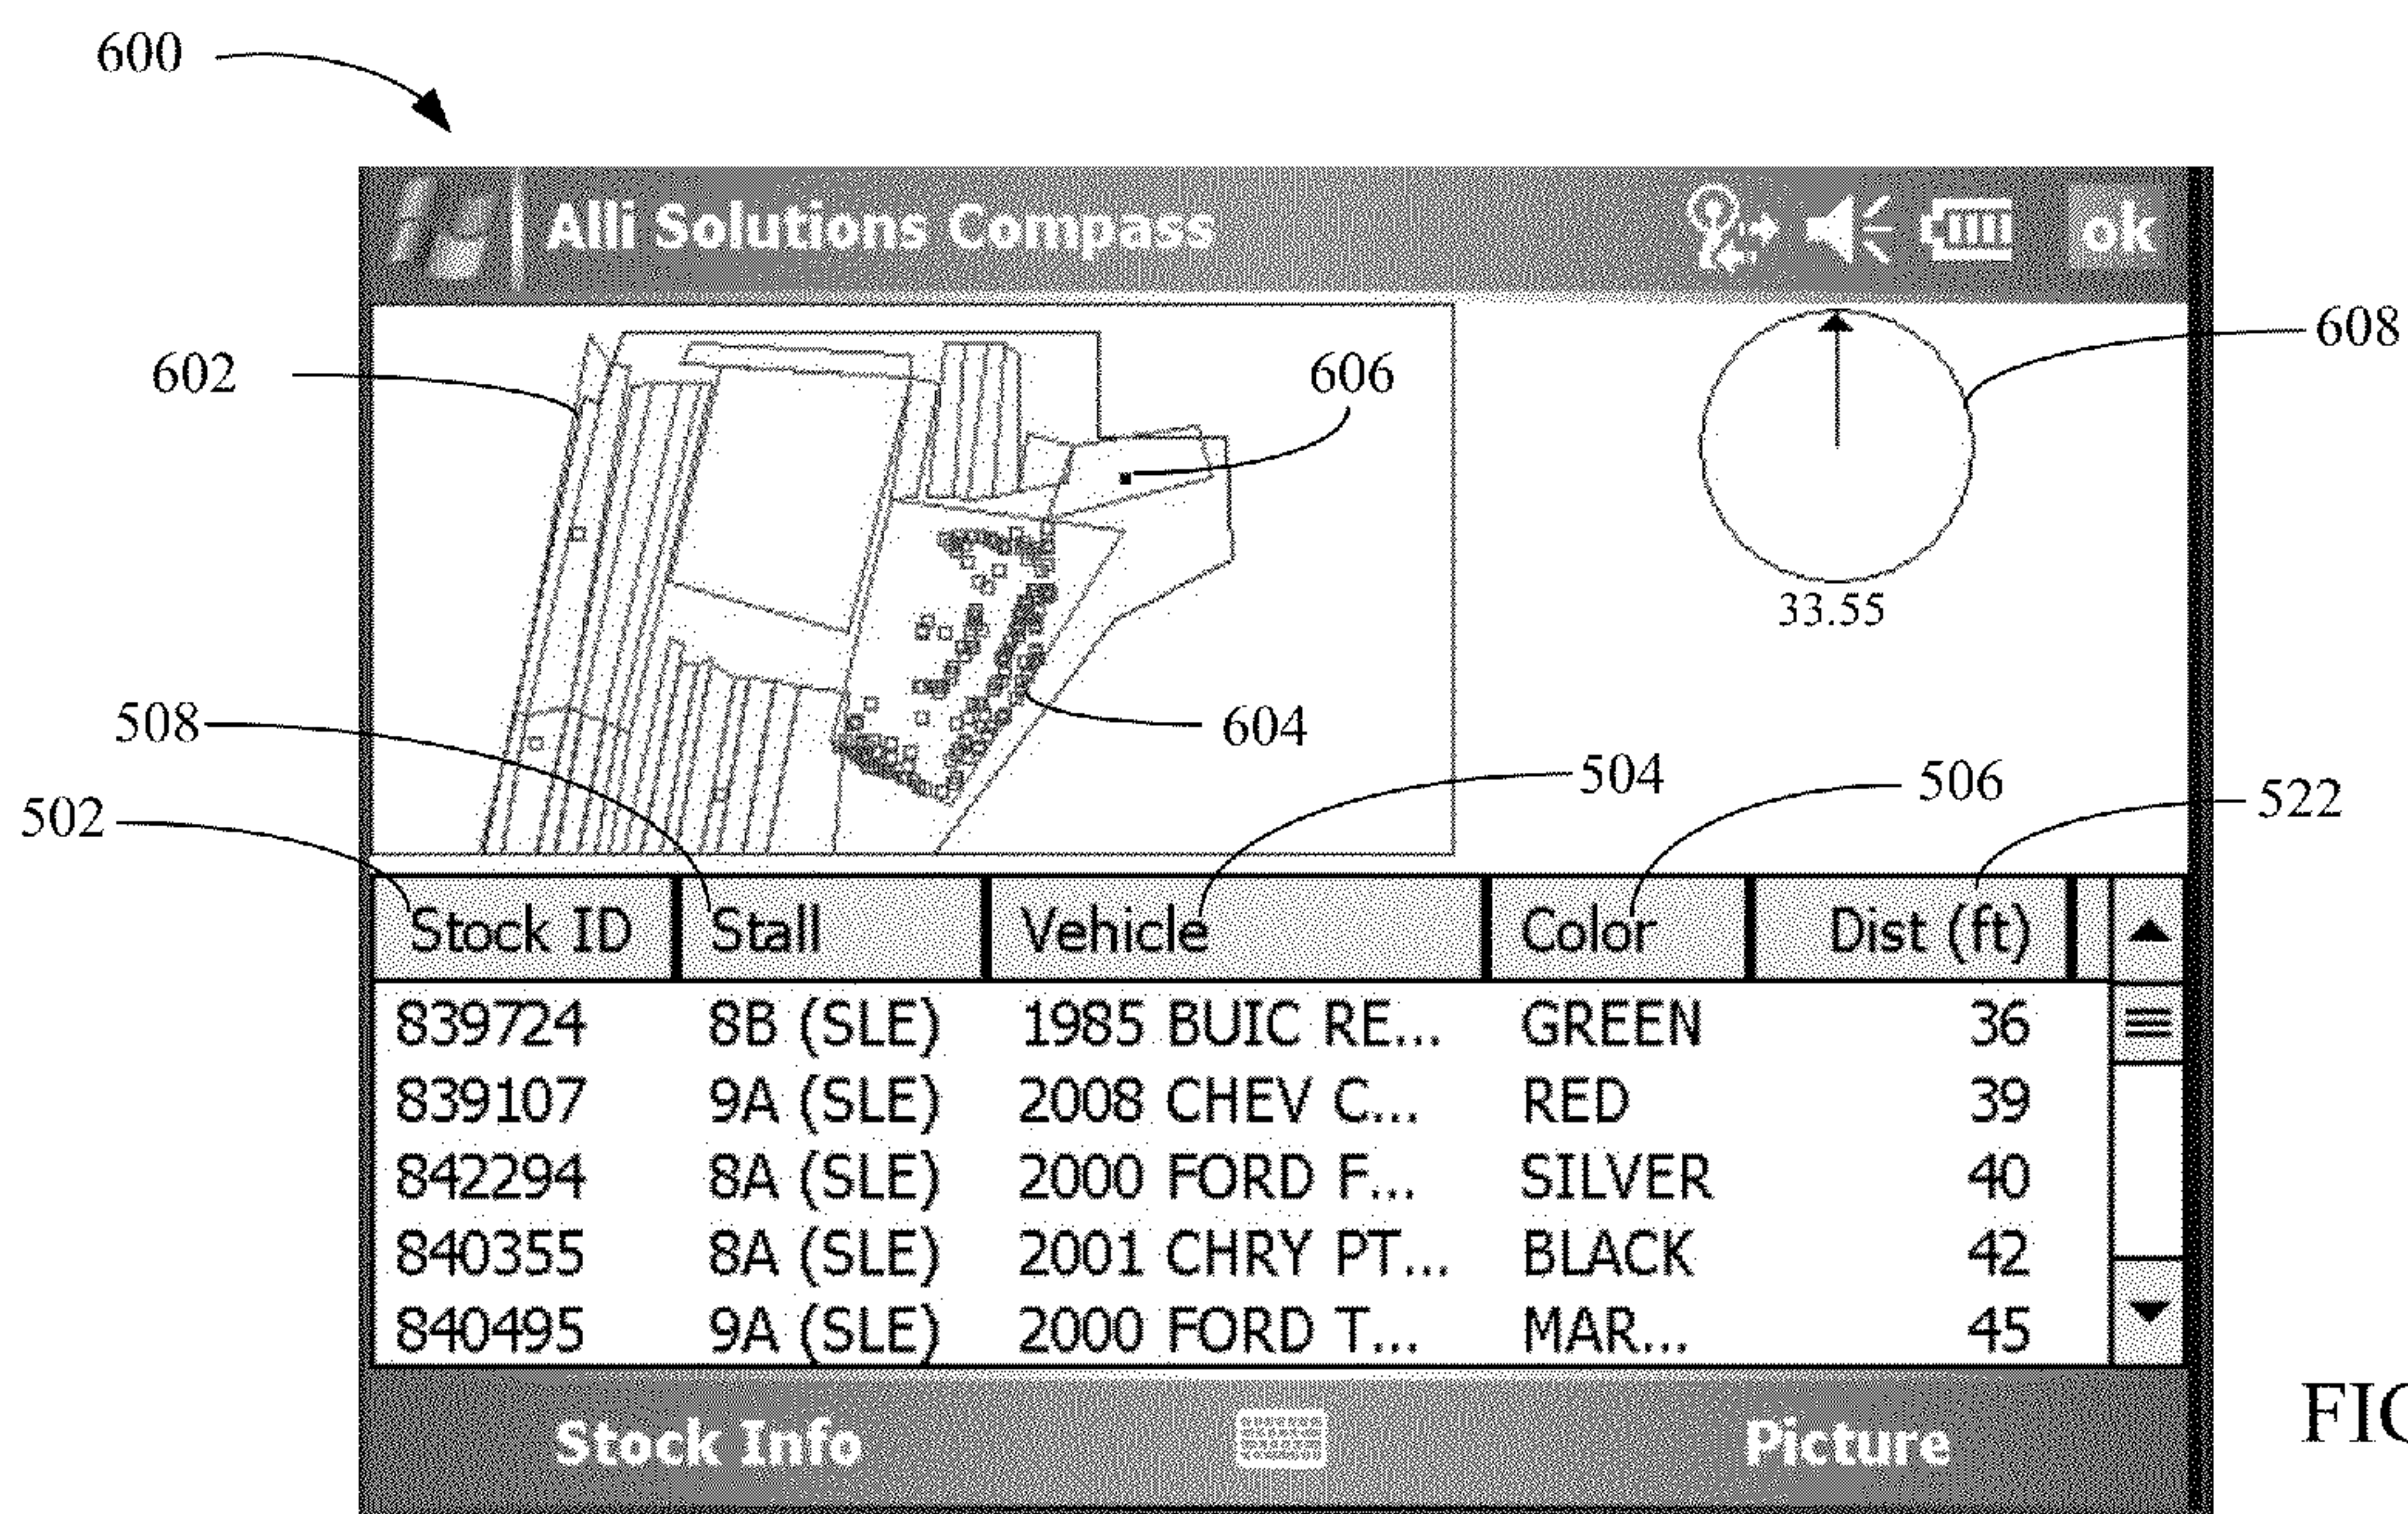 600
Alli Solutions Compass ok
608
602
606
33.55
508
604
504
506
522
502
Stock ID Stall Vehicle Color Dist (ft)
839724 8B (SLE) 1985 BUIC RE... GREEN 36
839107 9A (SLE) 2008 CHEV C... RED 39
842294 8A (SLE) 2000 FORD F... SILVER 40
840355 8A (SLE) 2001 CHRY PT... BLACK 42
840495 9A (SLE) 2000 FORD T... MAR... 45
Stock Info Picture